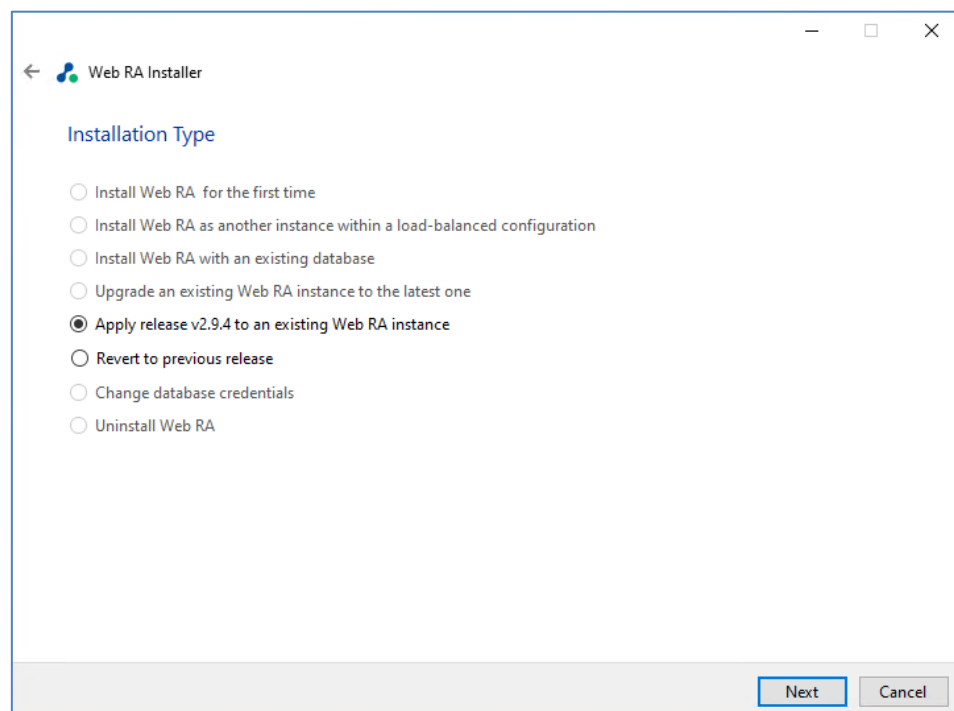 Web RA Installer
Installation Type
Install Web RA for the first time
Install Web RA as another instance within a load-balanced configuration
Install Web RA with an existing database
Upgrade an existing Web RA instance to the latest one
Apply release v2.9.4 to an existing Web RA instance
Revert to previous release
Change database credentials
Uninstall Web RA
Next Cancel